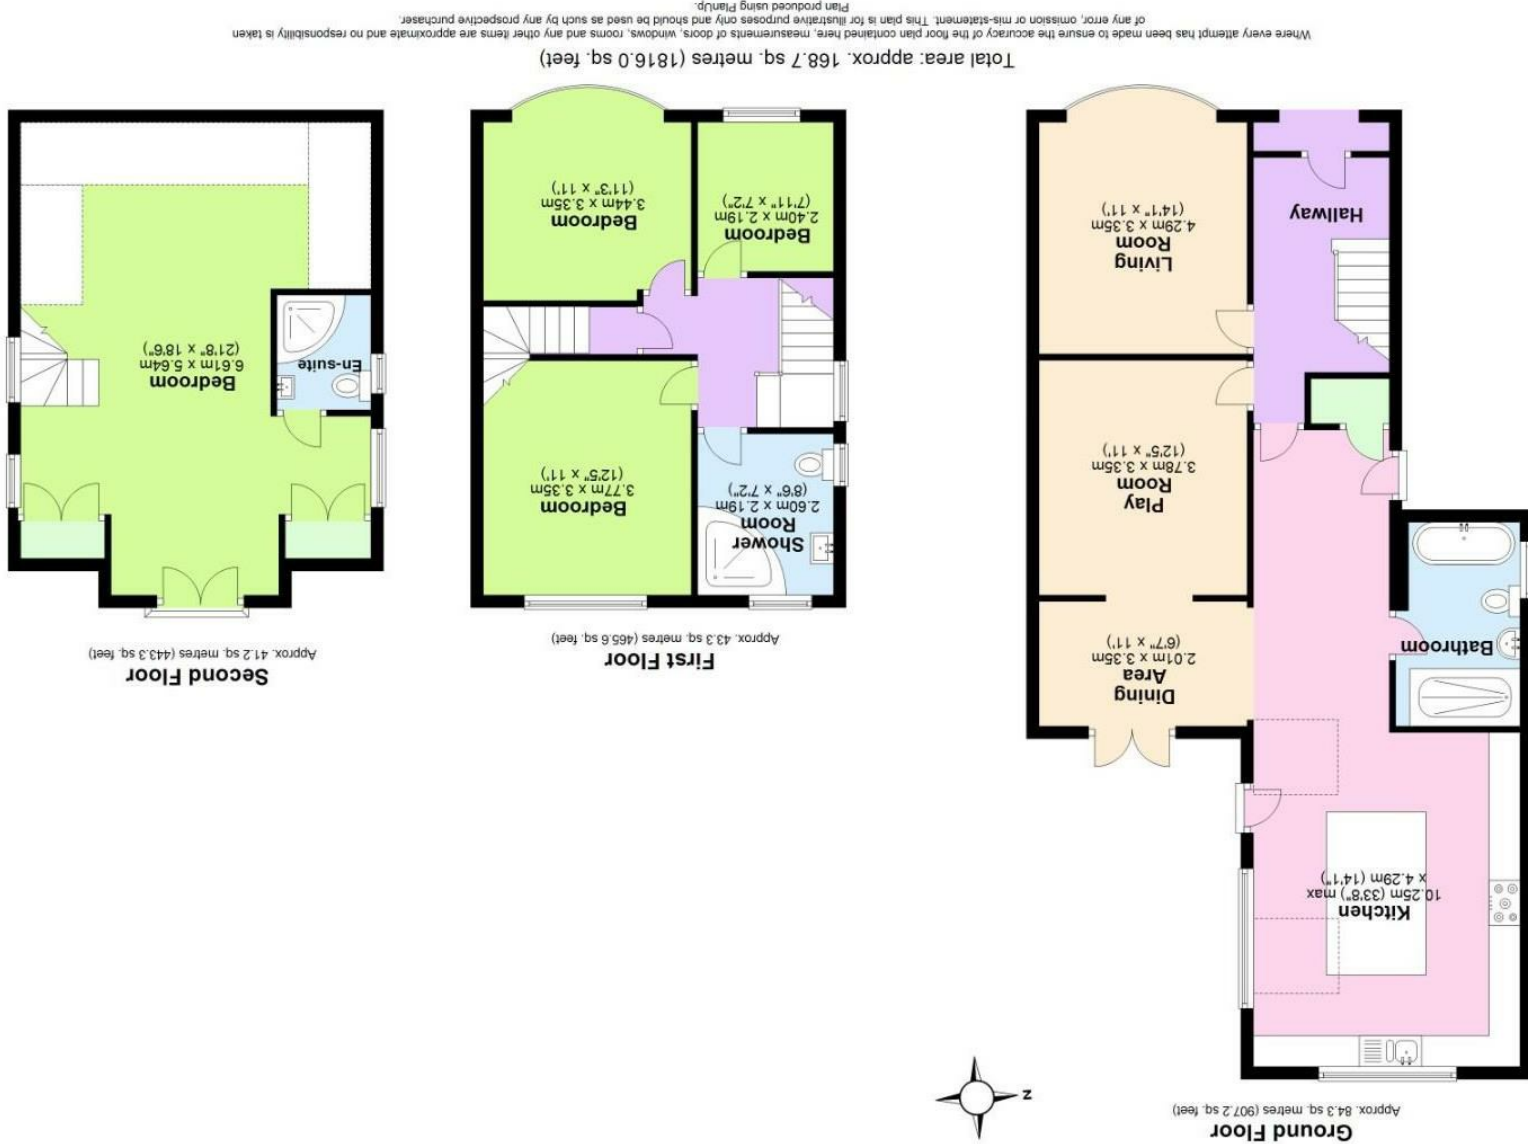 Ground Floor
Approx. 84.3 sq. metres (907.2 sq. feet)
Kitchen
10.25m (33'8") max
x 4.29m (14'1")
Bathroom
Dining
Area
2.01m x 3.35m
(6'7" x 11')
Play
Room
3.78m x 3.35m
(12'5" x 11')
Living
Room
4.29m x 3.35m
(14'1" x 11')
Hallway
N
First Floor
Approx. 43.3 sq. metres (465.6 sq. feet)
Shower
Room
2.60m x 2.19m
(8'6" x 7'2")
Bedroom
3.77m x 3.35m
(12'5" x 11')
Bedroom
2.40m x 2.19m
(7'11" x 7'2")
Bedroom
3.44m x 3.35m
(11'3" x 11')
Second Floor
Approx. 41.2 sq. metres (443.3 sq. feet)
En-suite
Bedroom
6.61m x 5.64m
(21'8" x 18'6")
Total area: approx. 168.7 sq. metres (1816.0 sq. feet)
Where every attempt has been made to ensure the accuracy of the floor plan contained here, measurements of doors, windows, rooms and any other items are approximate and no responsibility is taken
of any error, omission or mis-statement. This plan is for illustrative purposes only and should be used as such by any prospective purchaser.
Plan produced using PlanUp.